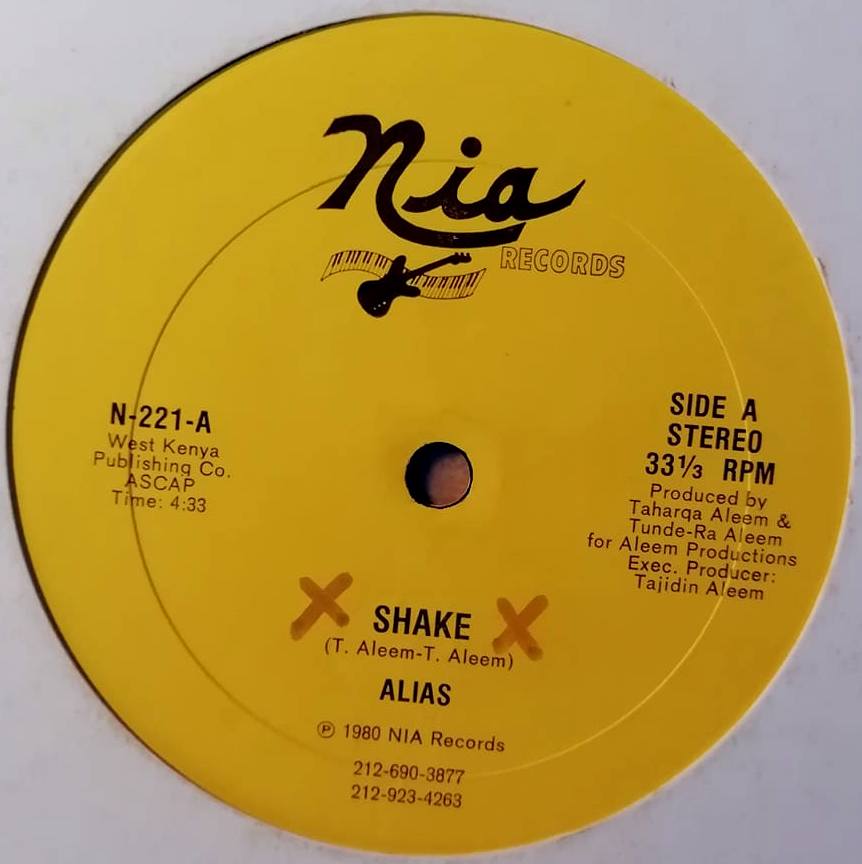 Nia
RECORDS
N-221-A
West Kenya
Publishing Co.
ASCAP
Time: 4:33
SIDE A
STEREO
33⅓ RPM
Produced by
Taharqa Aleem &
Tunde-Ra Aleem
for Aleem Productions
Exec. Producer:
Tajidin Aleem
X SHAKE X
(T. Aleem-T. Aleem)
ALIAS
℗ 1980 NIA Records
212-690-3877
212-923-4263